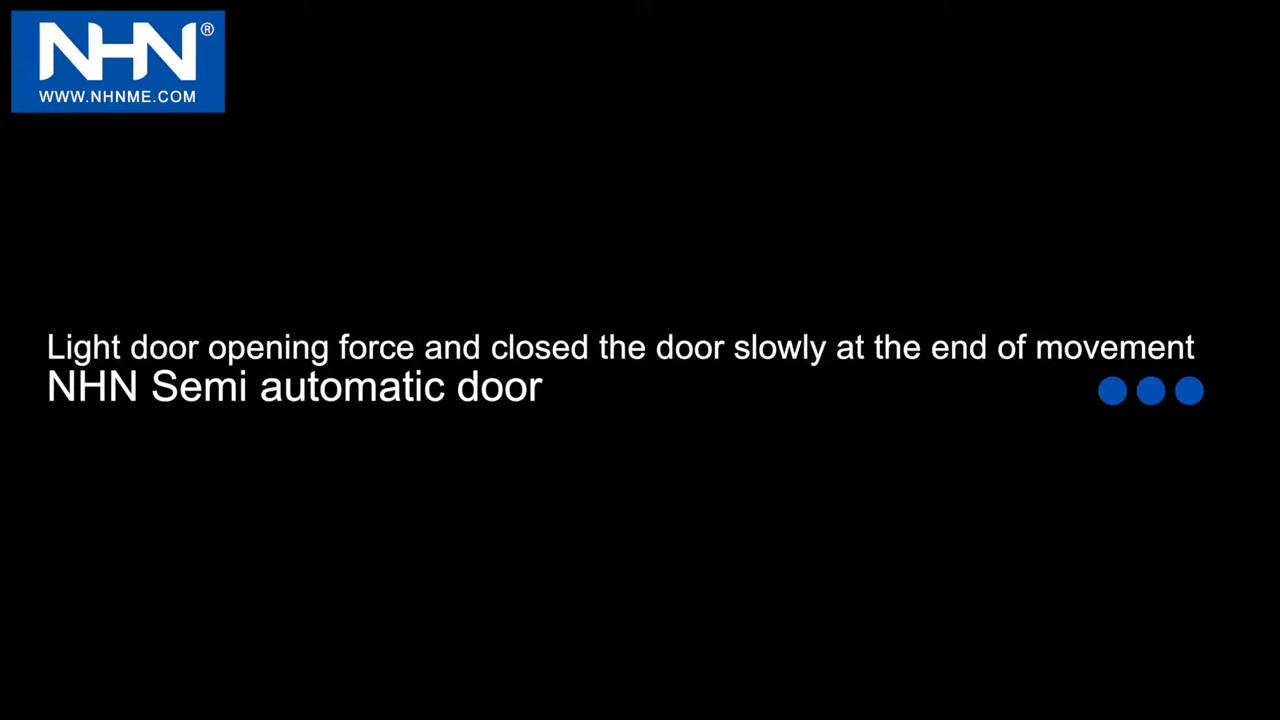 NHN®
WWW.NHNME.COM
Light door opening force and closed the door slowly at the end of movement
NHN Semi automatic door